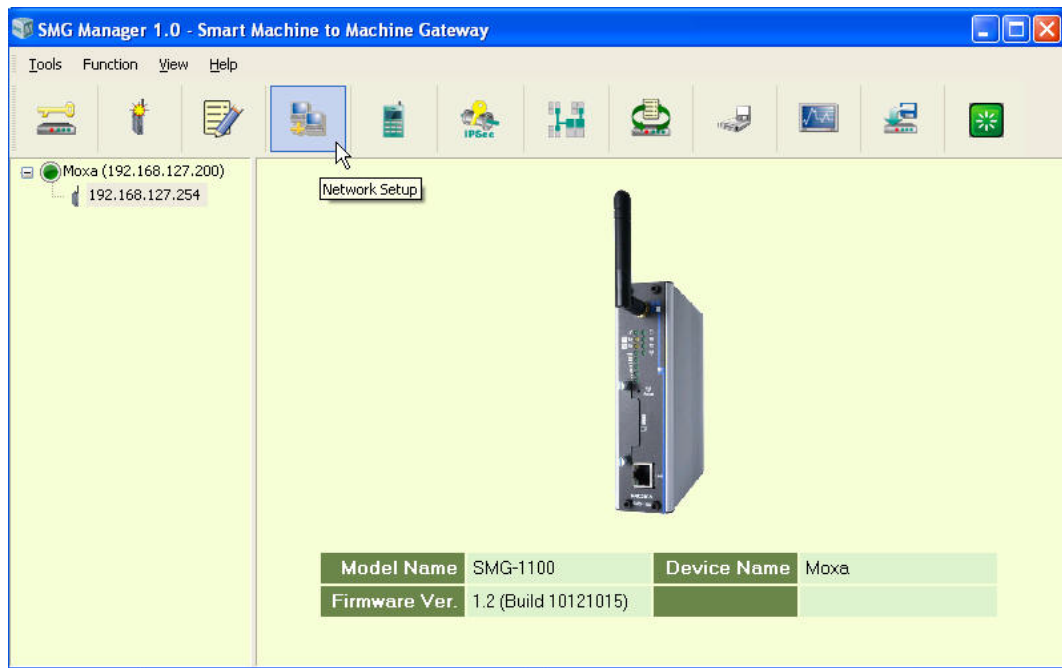 SMG Manager 1.0 - Smart Machine to Machine Gateway
Tools Function View Help
IPSec
Moxa (192.168.127.200)
192.168.127.254
Network Setup
Model Name SMG-1100 Device Name Moxa
Firmware Ver. 1.2 (Build 10121015)